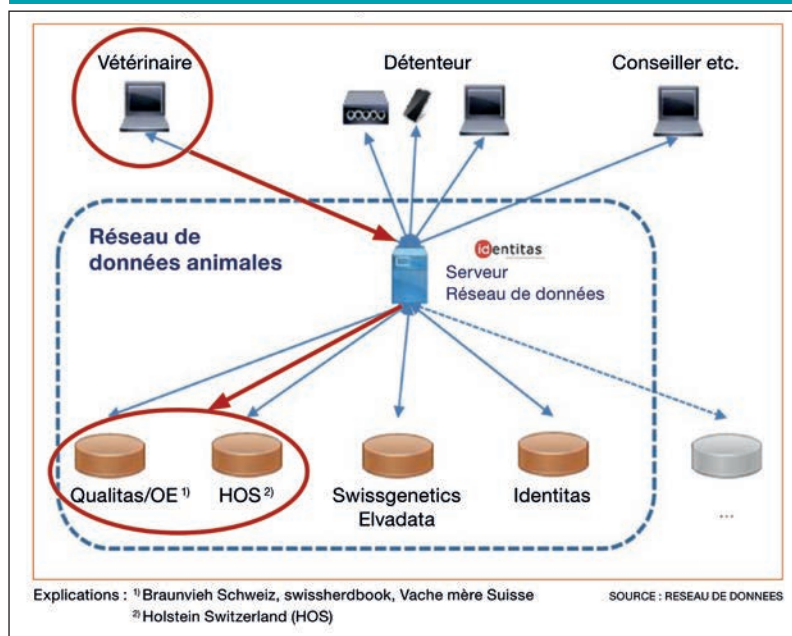 Vétérinaire
Détenteur
Conseiller etc.
Réseau de
données animales
identitas
Serveur
Réseau de données
Qualitas/OE 1)
HOS 2)
Swissgenetics
Elvadata
Identitas
...
Explications : 1) Braunvieh Schweiz, swissherdbook, Vache mère Suisse
SOURCE : RESEAU DE DONNEES
2) Holstein Switzerland (HOS)